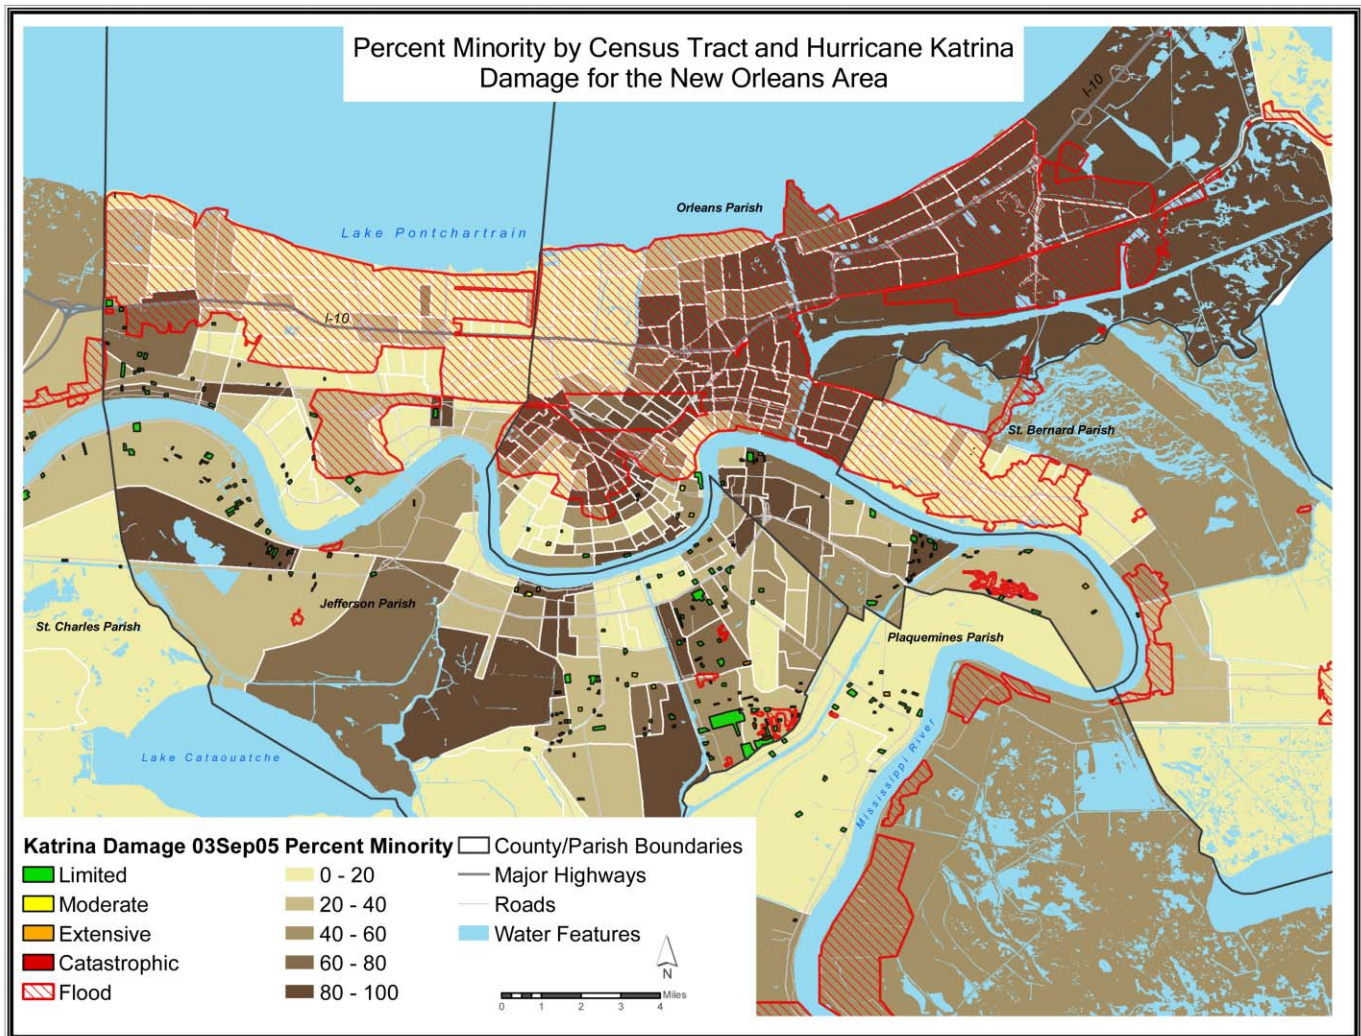 Percent Minority by Census Tract and Hurricane Katrina
Damage for the New Orleans Area
I-10
Orleans Parish
Lake Pontchartrain
I-10
St. Bernard Parish
Jefferson Parish
St. Charles Parish
Plaquemines Parish
Lake Cataouatche
Mississippi River
Katrina Damage 03Sep05
Limited
Moderate
Extensive
Catastrophic
Flood
Percent Minority
0 - 20
20 - 40
40 - 60
60 - 80
80 - 100
County/Parish Boundaries
Major Highways
Roads
Water Features
N
Miles
0 1 2 3 4